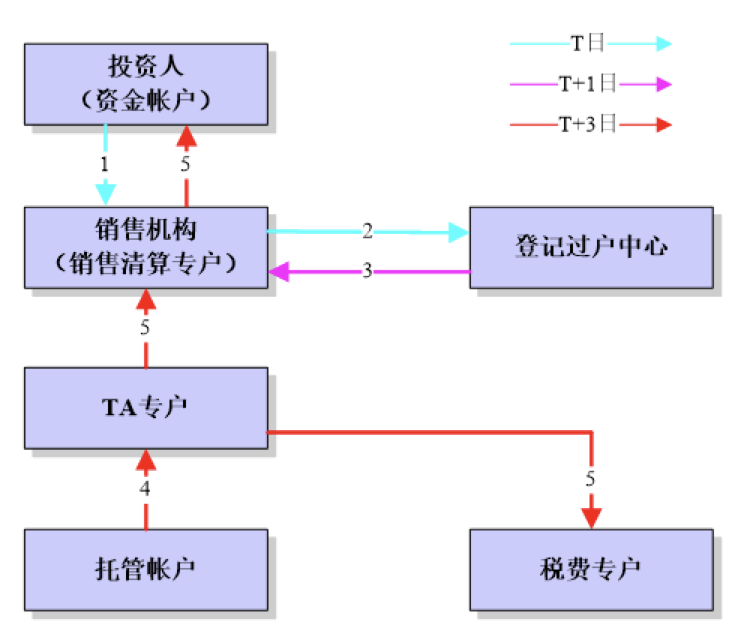 T日
T+1日
T+3日
投资人
（资金帐户）
1
5
销售机构
（销售清算专户）
2
3
登记过户中心
5
TA专户
4
5
托管帐户
税费专户